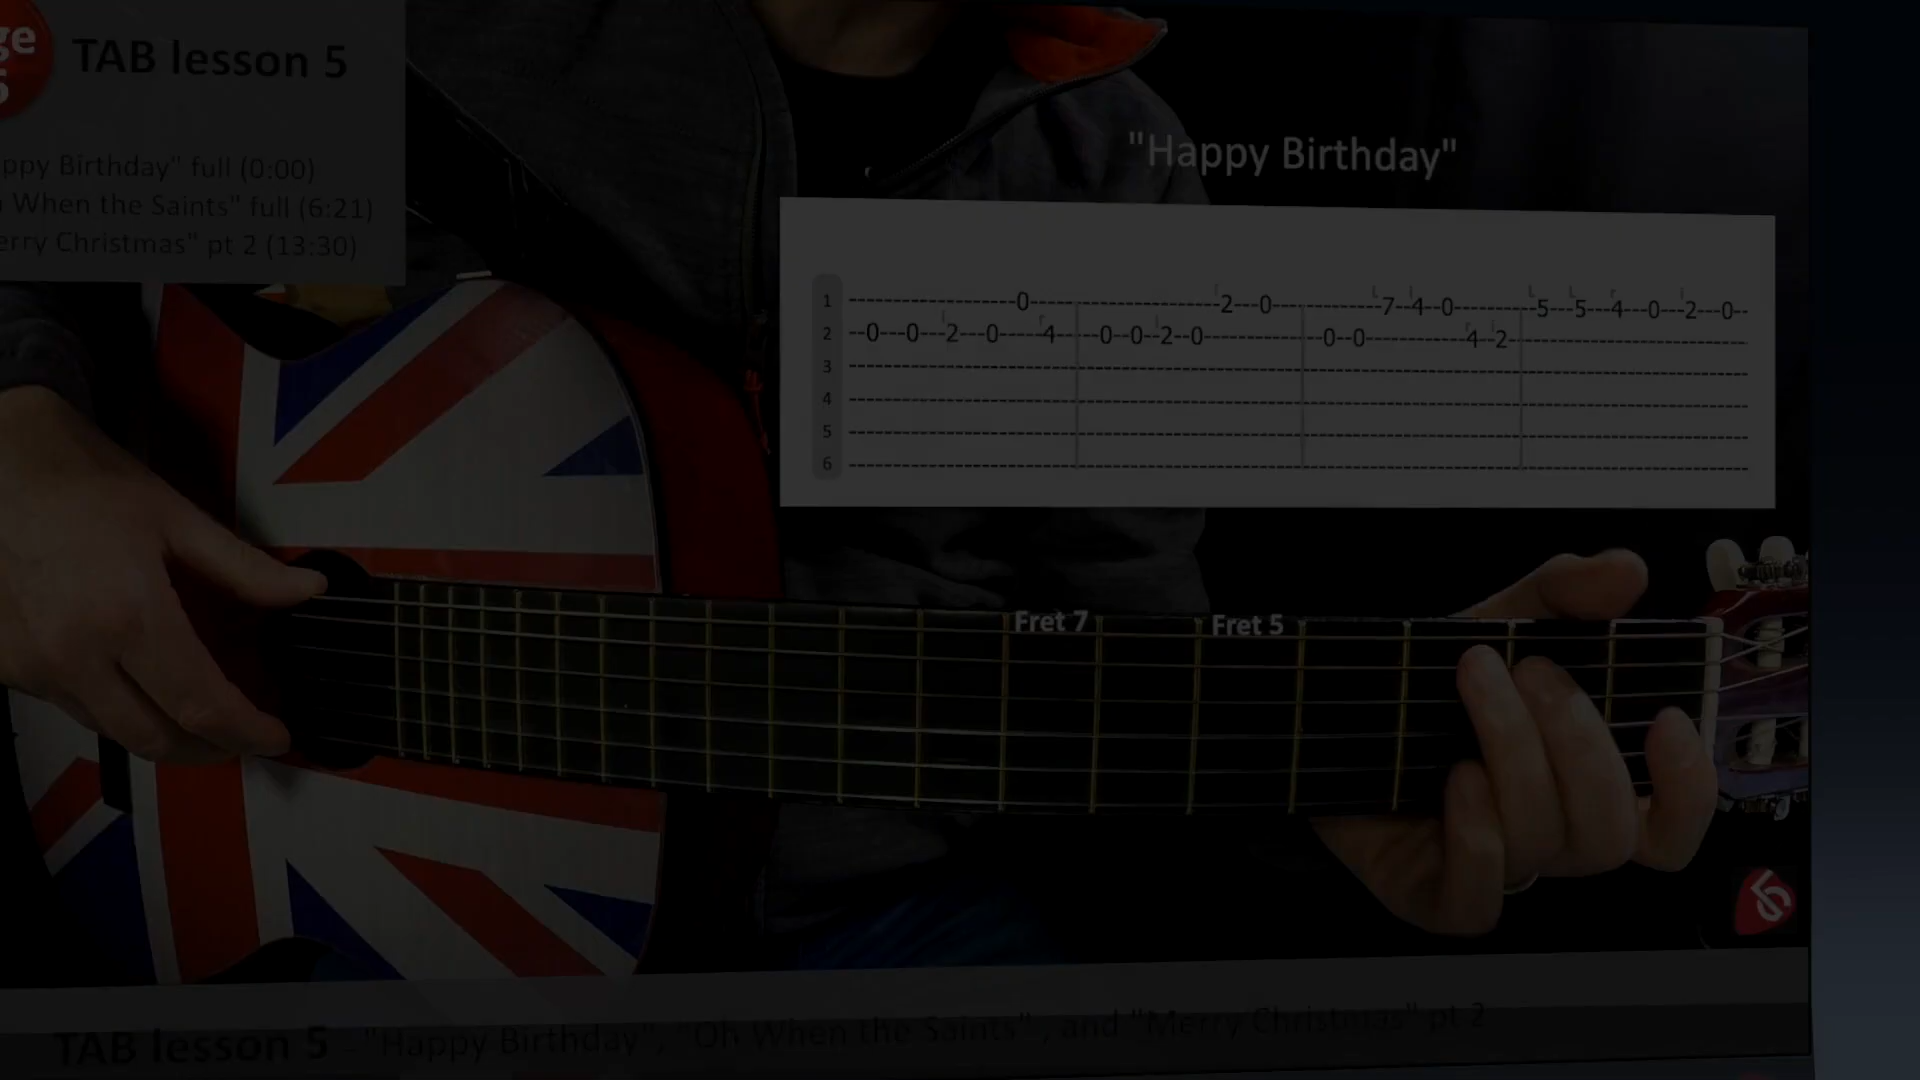 ge
5
TAB lesson 5
ppy Birthday" full (0:00)
When the Saints" full (6:21)
erry Christmas" pt 2 (13:30)
"Happy Birthday"
1 -----------------0----------------2---0-----------7--4--0----------5---5---4---0---2---0--
2 --0---0---2---0----4-- --0--0--2--0---------- --0--0----------4--2-
3
4
5
6
Fret 7 Fret 5
TAB lesson 5 - "Happy Birthday", "Oh When the Saints" , and "Merry Christmas" pt 2